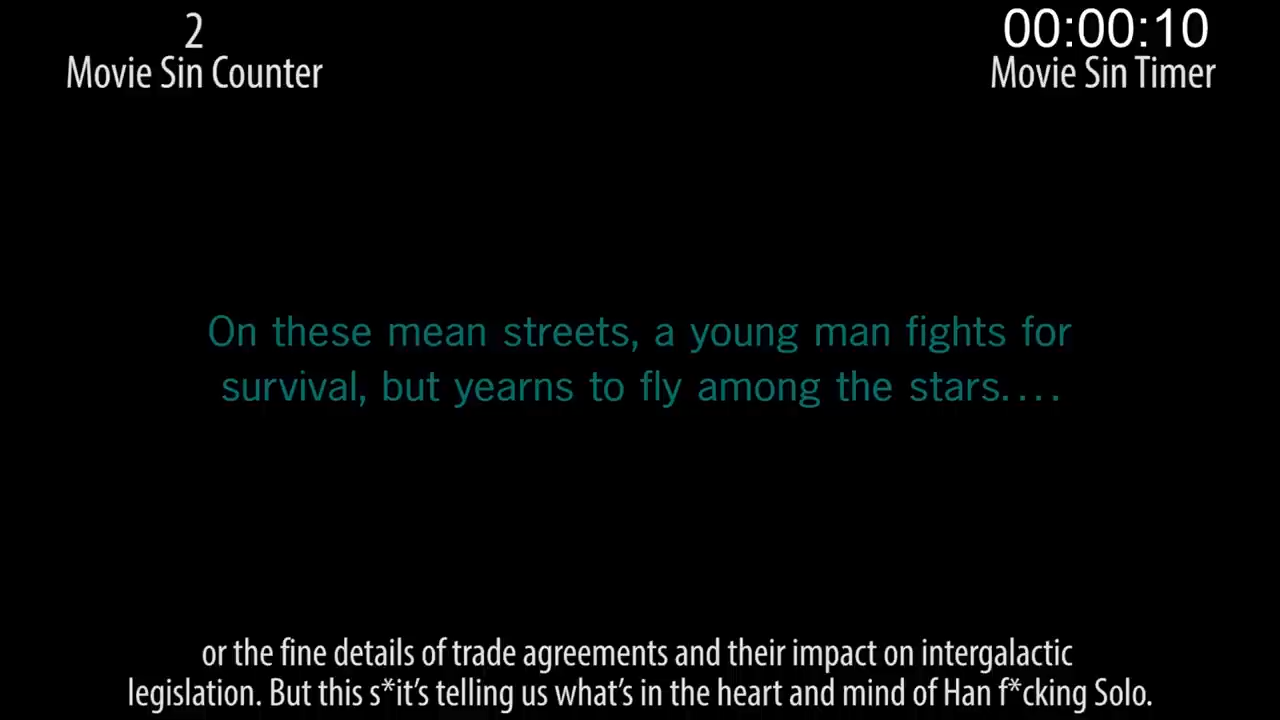 2
Movie Sin Counter
00:00:10
Movie Sin Timer
On these mean streets, a young man fights for
survival, but yearns to fly among the stars....
or the fine details of trade agreements and their impact on intergalactic
legislation. But this s*it's telling us what's in the heart and mind of Han f*cking Solo.